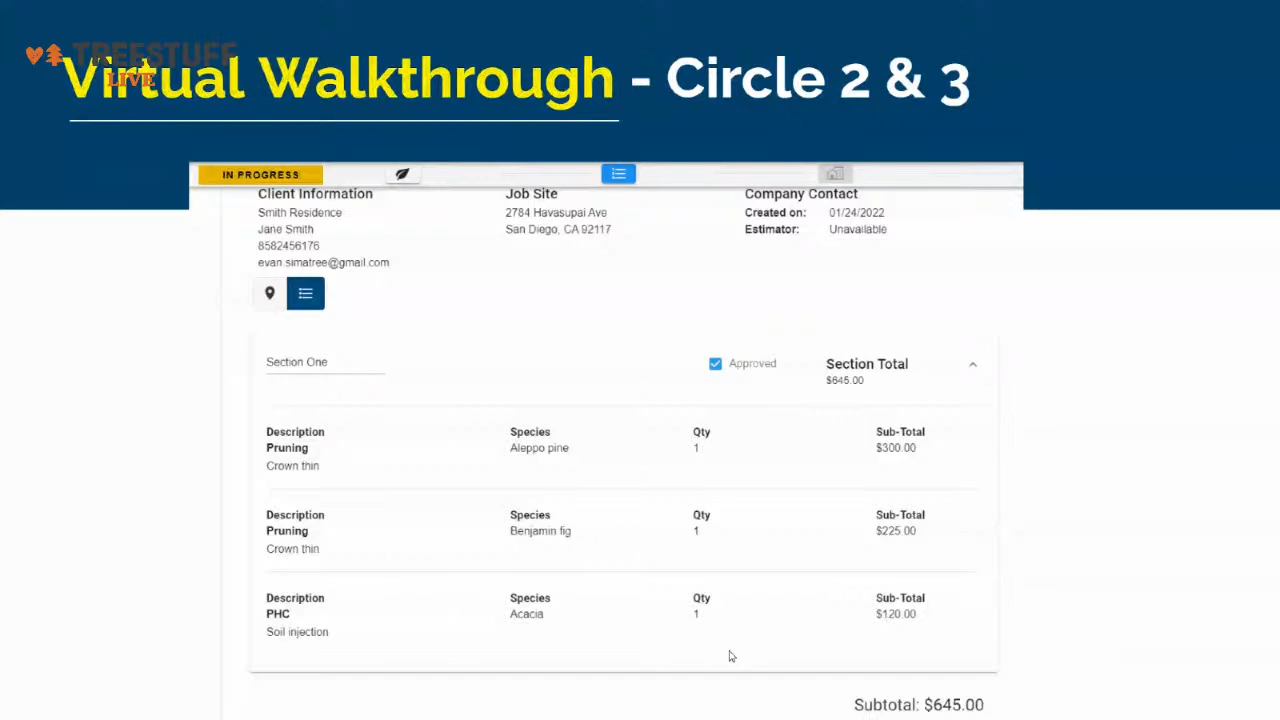 TREESTUFF
LIVE
Virtual Walkthrough - Circle 2 & 3
IN PROGRESS
Client Information
Smith Residence
Jane Smith
8582456176
evan.simatree@gmail.com
Job Site
2784 Havasupai Ave
San Diego, CA 92117
Company Contact
Created on: 01/24/2022
Estimator: Unavailable
Section One
Approved
Section Total
$645.00
Description Species Qty Sub-Total
Pruning Aleppo pine 1 $300.00
Crown thin
Description Species Qty Sub-Total
Pruning Benjamin fig 1 $225.00
Crown thin
Description Species Qty Sub-Total
PHC Acacia 1 $120.00
Soil injection
Subtotal: $645.00